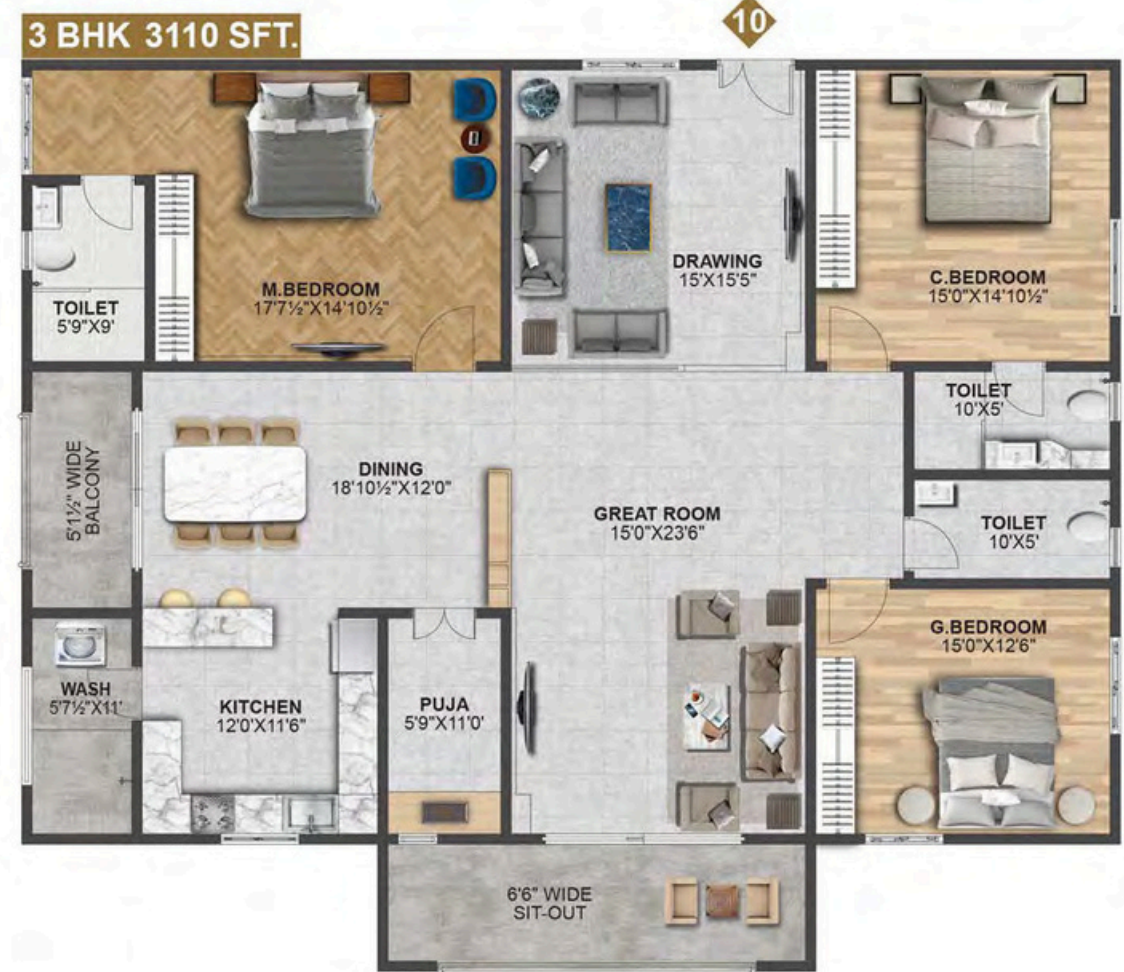 3 BHK 3110 SFT.
10
M.BEDROOM
17'7½"X14'10½"
DRAWING
15'X15'5"
C.BEDROOM
15'0"X14'10½"
TOILET
5'9"X9'
TOILET
10'X5'
5'1½" WIDE
BALCONY
DINING
18'10½"X12'0"
GREAT ROOM
15'0"X23'6"
TOILET
10'X5'
G.BEDROOM
15'0"X12'6"
WASH
5'7½"X11'
KITCHEN
12'0'X11'6"
PUJA
5'9"X11'0'
6'6" WIDE
SIT-OUT